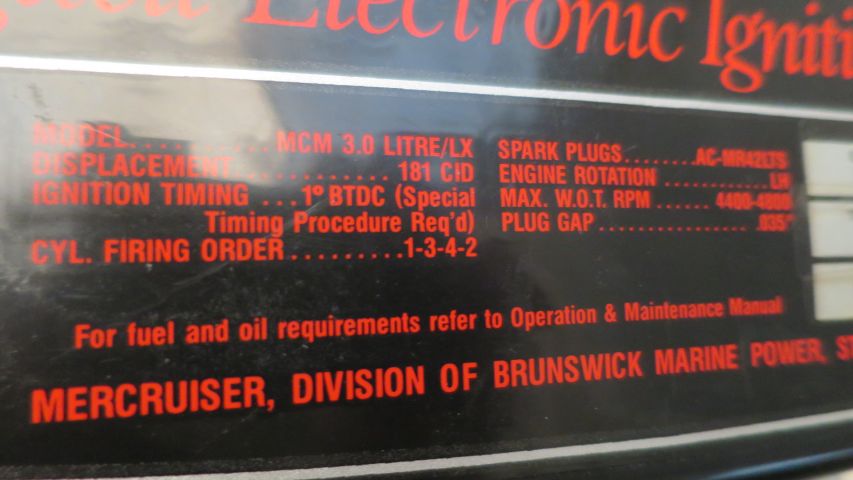 Electronic Igniti
MODEL........... MCM 3.0 LITRE/LX
DISPLACEMENT ............ 181 CID
IGNITION TIMING ...1° BTDC (Special
Timing Procedure Req'd)
CYL. FIRING ORDER.........1-3-4-2
SPARK PLUGS........AC-MR42LTS
ENGINE ROTATION ............LH
MAX. W.O.T. RPM ...... 4400-4800
PLUG GAP................ .035"
For fuel and oil requirements refer to Operation & Maintenance Manual
MERCRUISER, DIVISION OF BRUNSWICK MARINE POWER, ST